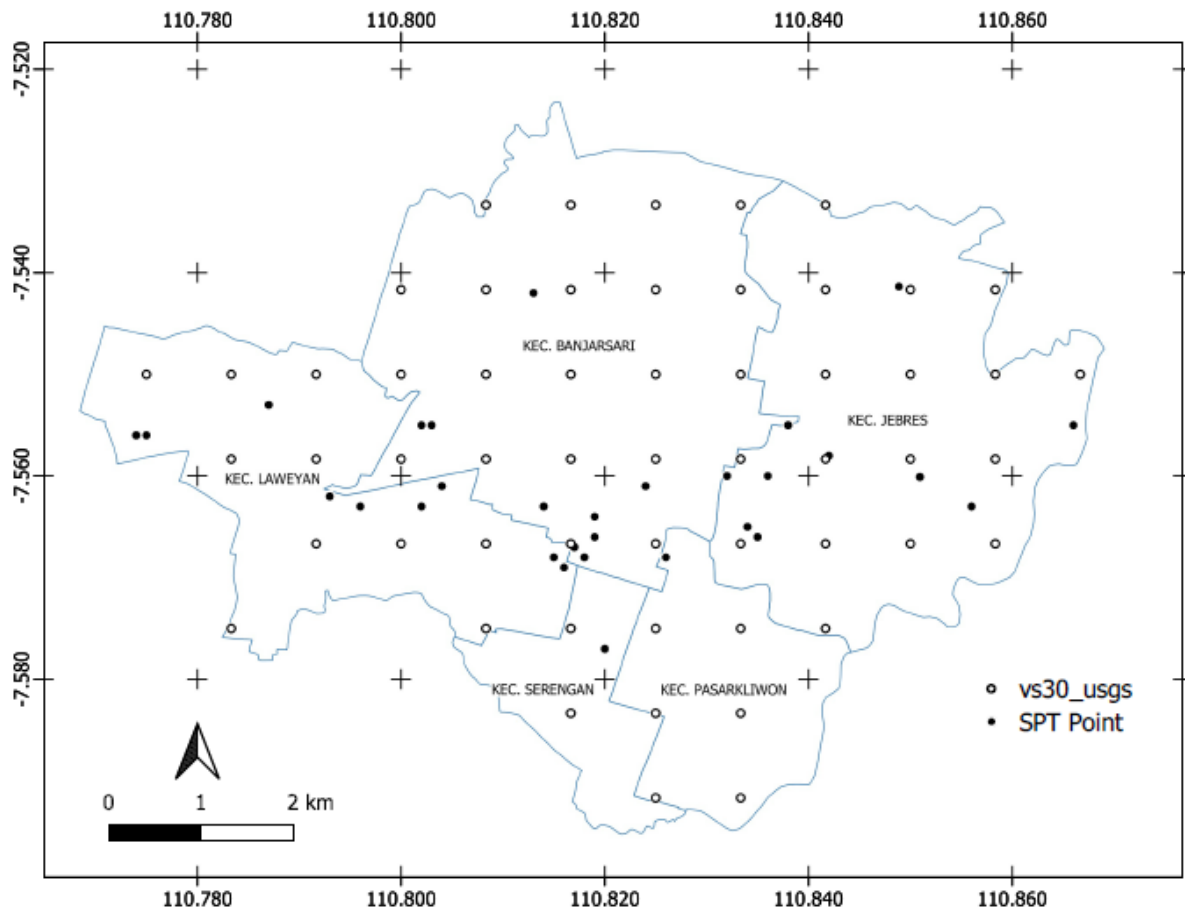 110.780 110.800 110.820 110.840 110.860
-7.520
-7.540
KEC. BANJARSARI
KEC. JEBRES
-7.560
KEC. LAWEYAN
-7.580
KEC. SERENGAN
KEC. PASARKLIWON
vs30_usgs
SPT Point
0 1 2 km
110.780 110.800 110.820 110.840 110.860